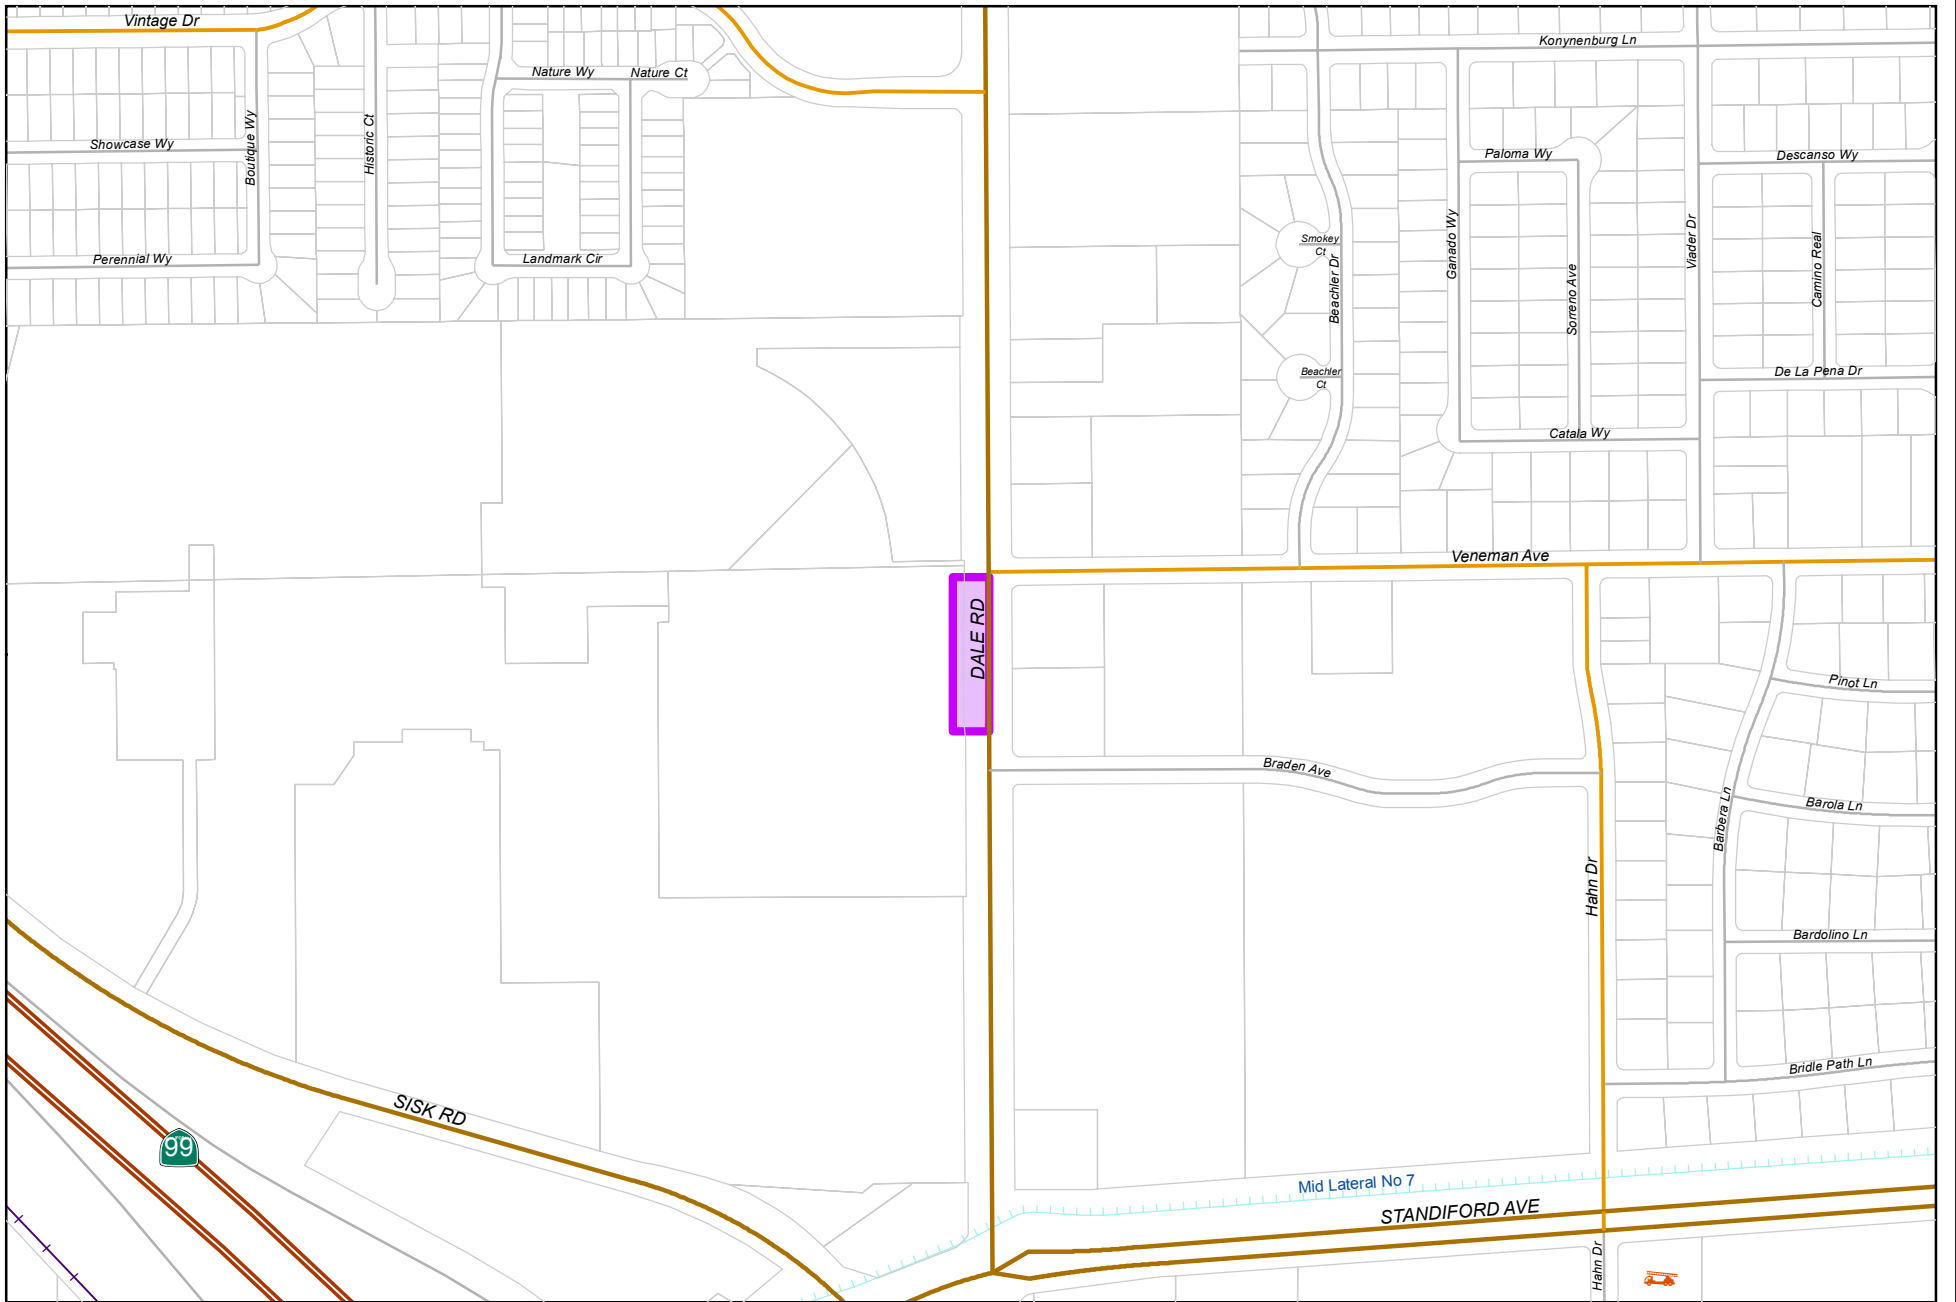 Vintage Dr
Konynenburg Ln
Nature Wy
Nature Ct
Showcase Wy
Boutique Wy
Historic Ct
Paloma Wy
Descanso Wy
Perennial Wy
Landmark Cir
Smokey
Ct
Beachler Dr
Ganado Wy
Sorreno Ave
Viader Dr
Camino Real
Beachler
Ct
De La Pena Dr
Catala Wy
Veneman Ave
DALE RD
Pinot Ln
Braden Ave
Barbera Ln
Barola Ln
Hahn Dr
Bardolino Ln
Bridle Path Ln
SISK RD
99
Mid Lateral No 7
STANDIFORD AVE
Hahn Dr